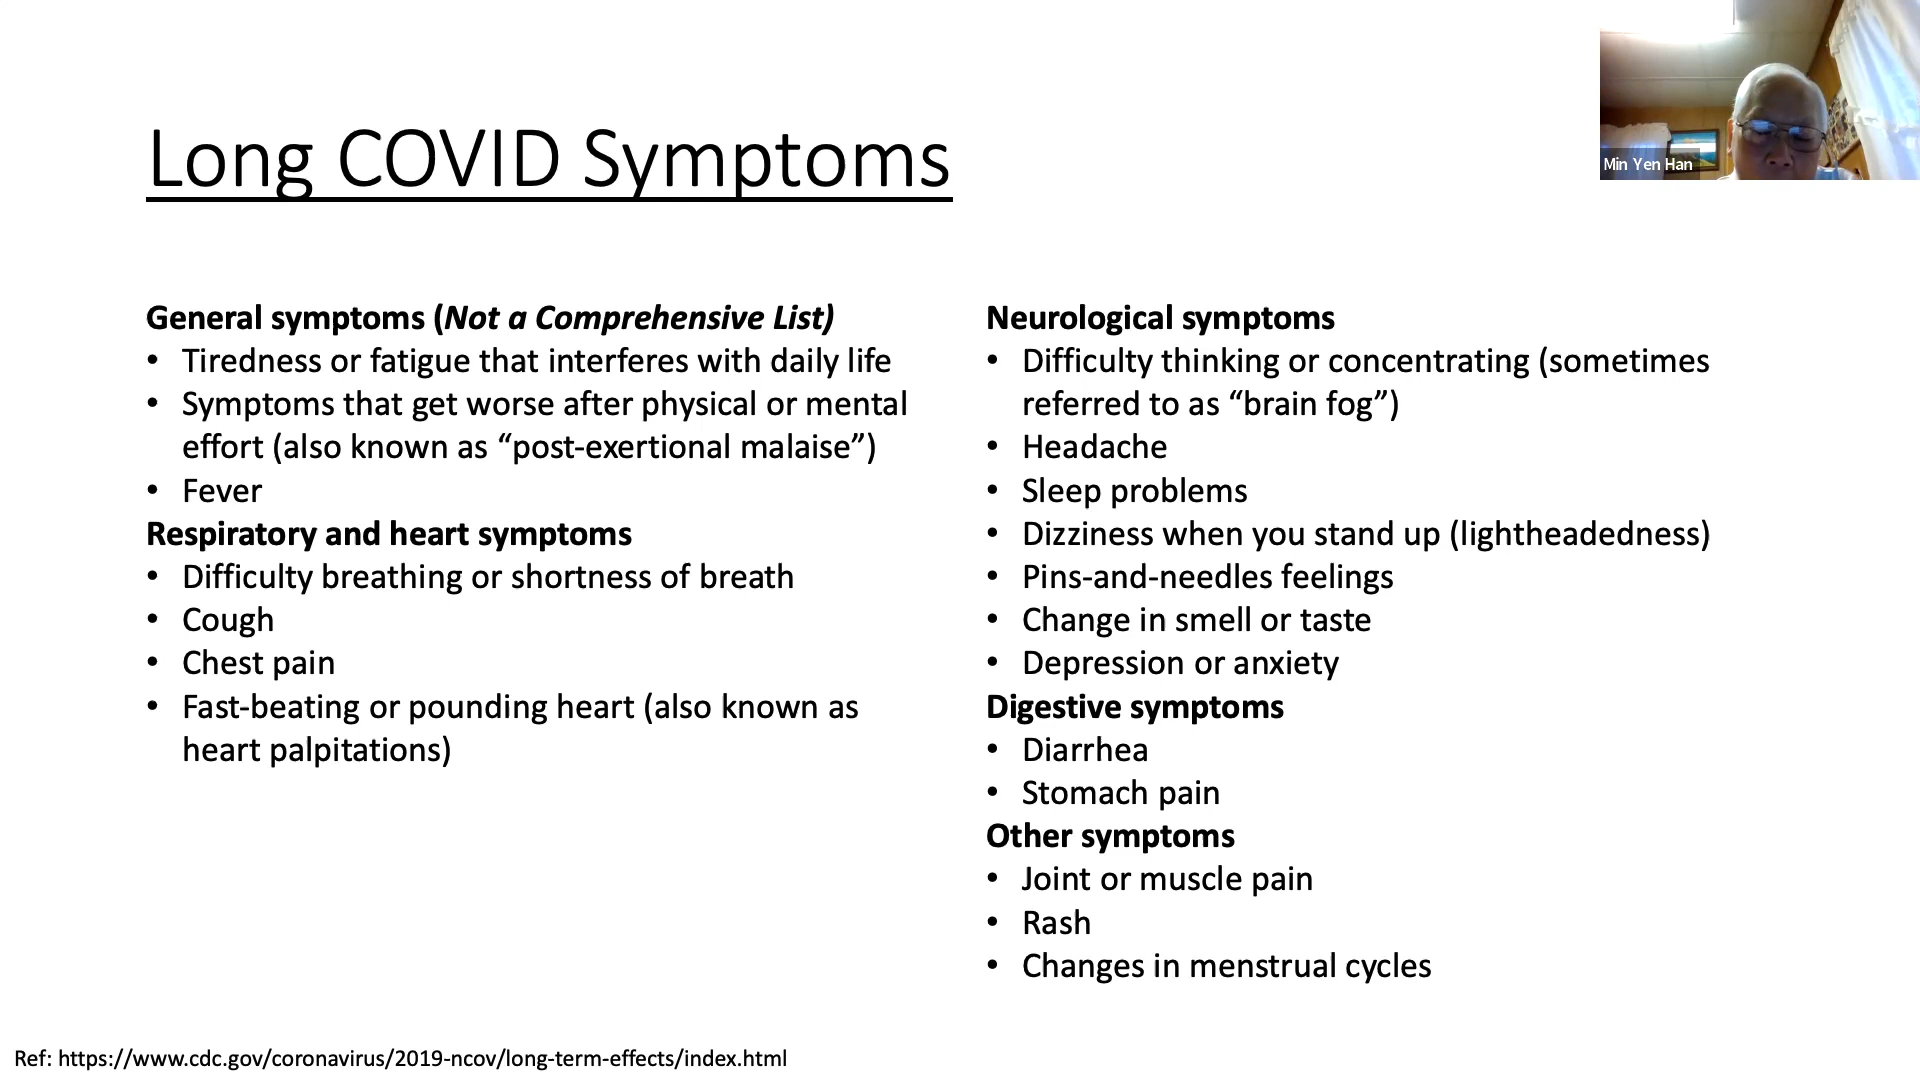 Long COVID Symptoms
Min Yen Han
General symptoms (Not a Comprehensive List)
• Tiredness or fatigue that interferes with daily life
• Symptoms that get worse after physical or mental
effort (also known as “post-exertional malaise”)
• Fever
Respiratory and heart symptoms
• Difficulty breathing or shortness of breath
• Cough
• Chest pain
• Fast-beating or pounding heart (also known as
heart palpitations)
Neurological symptoms
• Difficulty thinking or concentrating (sometimes
referred to as “brain fog”)
• Headache
• Sleep problems
• Dizziness when you stand up (lightheadedness)
• Pins-and-needles feelings
• Change in smell or taste
• Depression or anxiety
Digestive symptoms
• Diarrhea
• Stomach pain
Other symptoms
• Joint or muscle pain
• Rash
• Changes in menstrual cycles
Ref: https://www.cdc.gov/coronavirus/2019-ncov/long-term-effects/index.html